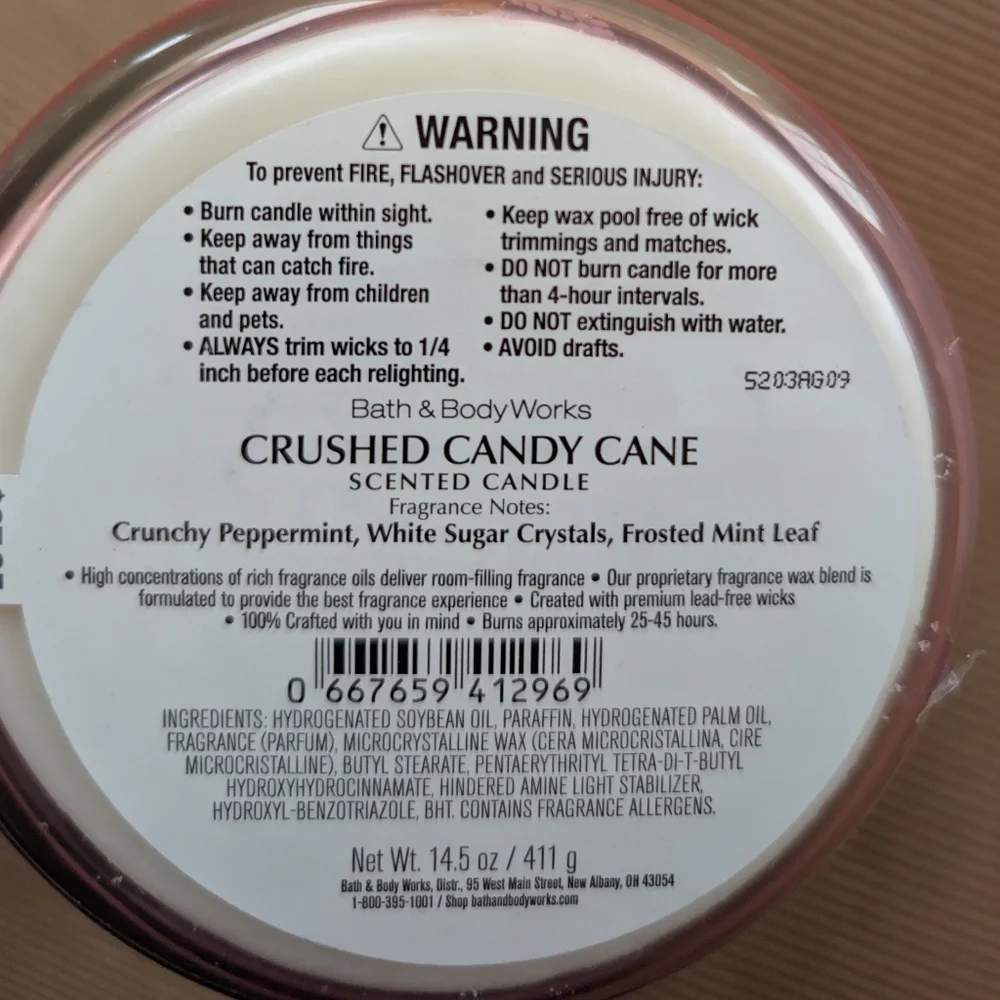 WARNING
To prevent FIRE, FLASHOVER and SERIOUS INJURY:
• Burn candle within sight.
• Keep away from things
that can catch fire.
• Keep away from children
and pets.
• ALWAYS trim wicks to 1/4
inch before each relighting.
• Keep wax pool free of wick
trimmings and matches.
• DO NOT burn candle for more
than 4-hour intervals.
• DO NOT extinguish with water.
• AVOID drafts.
5203AG09
Bath & Body Works
CRUSHED CANDY CANE
SCENTED CANDLE
Fragrance Notes:
Crunchy Peppermint, White Sugar Crystals, Frosted Mint Leaf
• High concentrations of rich fragrance oils deliver room-filling fragrance • Our proprietary fragrance wax blend is
formulated to provide the best fragrance experience • Created with premium lead-free wicks
• 100% Crafted with you in mind • Burns approximately 25-45 hours.
0 667659 412969
INGREDIENTS: HYDROGENATED SOYBEAN OIL, PARAFFIN, HYDROGENATED PALM OIL,
FRAGRANCE (PARFUM), MICROCRYSTALLINE WAX (CERA MICROCRISTALLINA, CIRE
MICROCRISTALLINE), BUTYL STEARATE, PENTAERYTHRITYL TETRA-DI-T-BUTYL
HYDROXYHYDROCINNAMATE, HINDERED AMINE LIGHT STABILIZER,
HYDROXYL-BENZOTRIAZOLE, BHT. CONTAINS FRAGRANCE ALLERGENS.
Net Wt. 14.5 oz / 411 g
Bath & Body Works, Distr., 95 West Main Street, New Albany, OH 43054
1-800-395-1001 / Shop bathandbodyworks.com